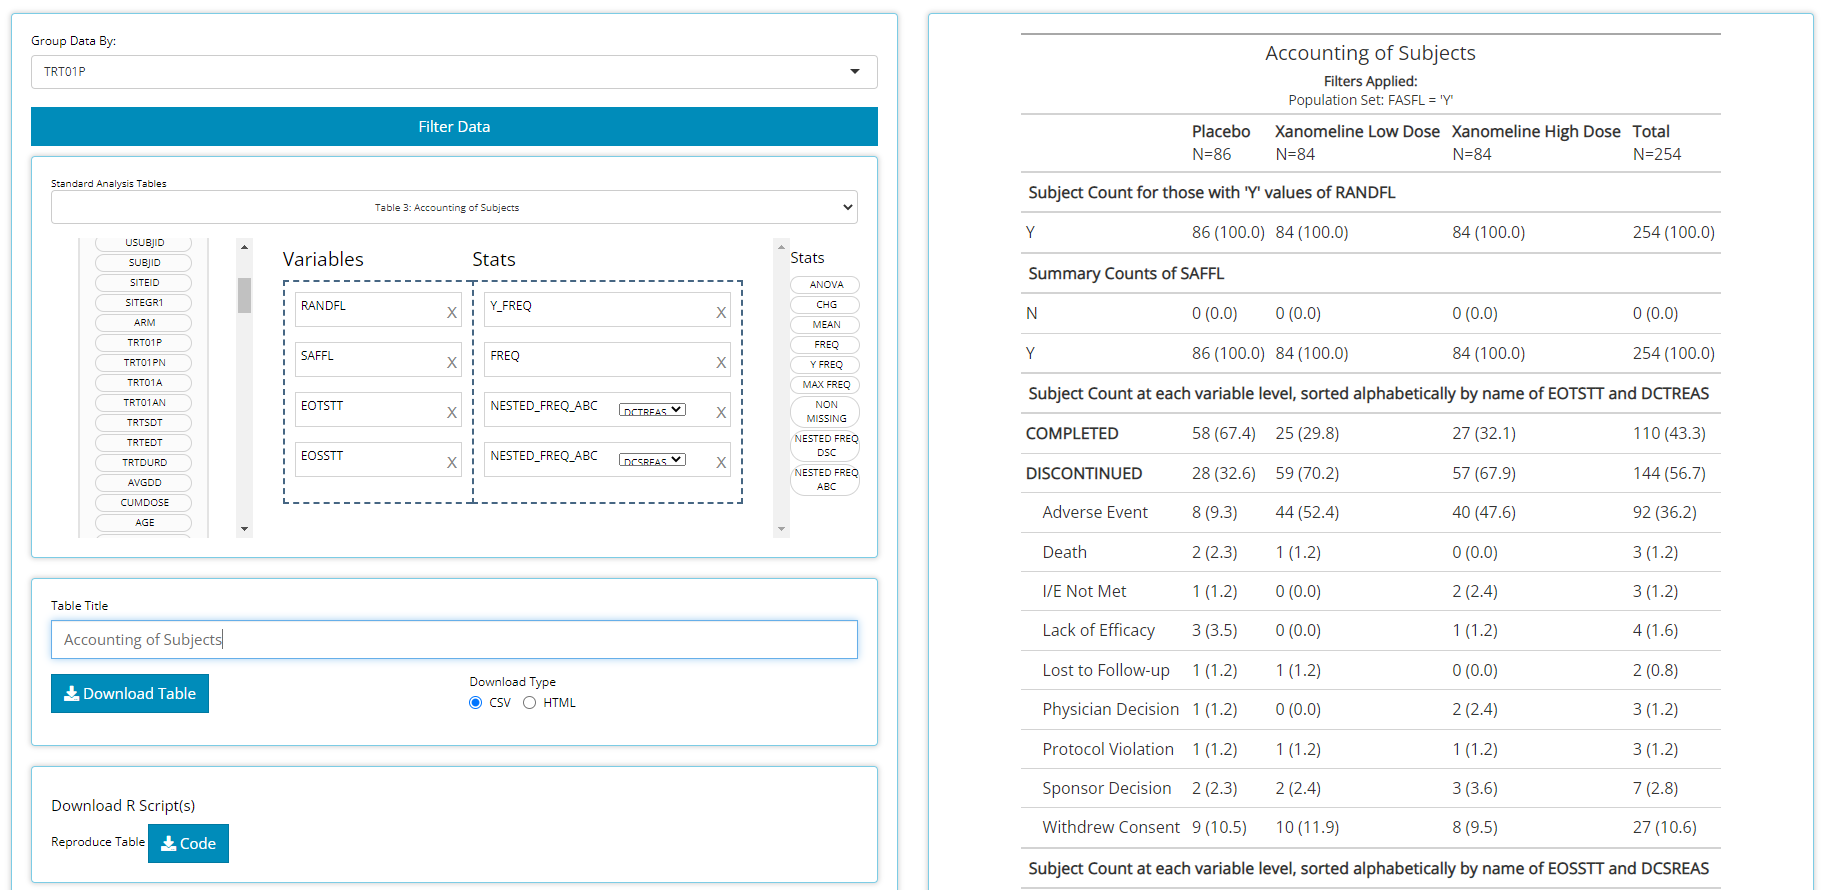 Group Data By:
TRT01P
Filter Data
Standard Analysis Tables
Table 3: Accounting of Subjects
USUBJID
SUBJID
SITEID
SITEGR1
ARM
TRT01P
TRT01PN
TRT01A
TRT01AN
TRTSDT
TRTEDT
TRTDURD
AVGDD
CUMDOSE
AGE
Variables Stats
RANDFL X Y_FREQ X
SAFFL X FREQ X
EOTSTT X NESTED_FREQ_ABC DCTREAS X
EOSSTT X NESTED_FREQ_ABC DCSREAS X
Stats
ANOVA
CHG
MEAN
FREQ
Y FREQ
MAX FREQ
NON
MISSING
NESTED FREQ
DSC
NESTED FREQ
ABC
Table Title
Accounting of Subjects
Download Table
Download Type
CSV HTML
Download R Script(s)
Reproduce Table Code
Accounting of Subjects
Filters Applied:
Population Set: FASFL = 'Y'
Placebo Xanomeline Low Dose Xanomeline High Dose Total
N=86 N=84 N=84 N=254
Subject Count for those with 'Y' values of RANDFL
Y 86 (100.0) 84 (100.0) 84 (100.0) 254 (100.0)
Summary Counts of SAFFL
N 0 (0.0) 0 (0.0) 0 (0.0) 0 (0.0)
Y 86 (100.0) 84 (100.0) 84 (100.0) 254 (100.0)
Subject Count at each variable level, sorted alphabetically by name of EOTSTT and DCTREAS
COMPLETED 58 (67.4) 25 (29.8) 27 (32.1) 110 (43.3)
DISCONTINUED 28 (32.6) 59 (70.2) 57 (67.9) 144 (56.7)
Adverse Event 8 (9.3) 44 (52.4) 40 (47.6) 92 (36.2)
Death 2 (2.3) 1 (1.2) 0 (0.0) 3 (1.2)
I/E Not Met 1 (1.2) 0 (0.0) 2 (2.4) 3 (1.2)
Lack of Efficacy 3 (3.5) 0 (0.0) 1 (1.2) 4 (1.6)
Lost to Follow-up 1 (1.2) 1 (1.2) 0 (0.0) 2 (0.8)
Physician Decision 1 (1.2) 0 (0.0) 2 (2.4) 3 (1.2)
Protocol Violation 1 (1.2) 1 (1.2) 1 (1.2) 3 (1.2)
Sponsor Decision 2 (2.3) 2 (2.4) 3 (3.6) 7 (2.8)
Withdrew Consent 9 (10.5) 10 (11.9) 8 (9.5) 27 (10.6)
Subject Count at each variable level, sorted alphabetically by name of EOSSTT and DCSREAS